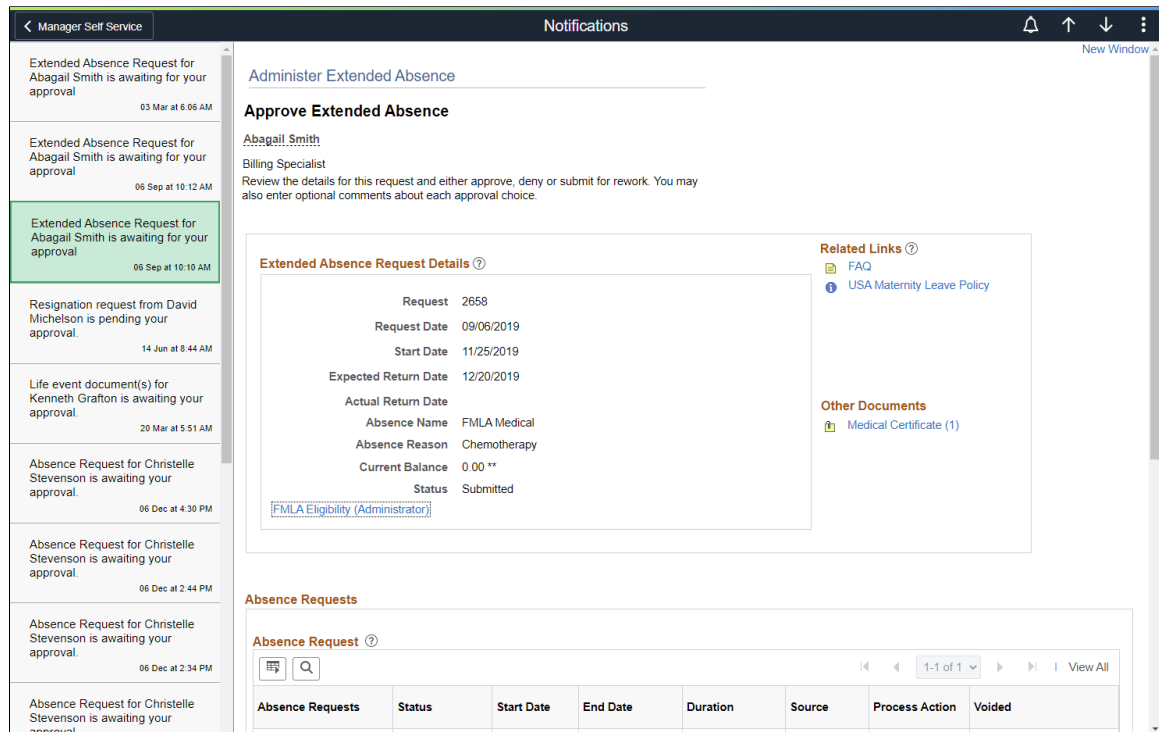 Manager Self Service
Notifications
New Window
Extended Absence Request for
Abagail Smith is awaiting for your
approval
03 Mar at 6:06 AM
Extended Absence Request for
Abagail Smith is awaiting for your
approval
06 Sep at 10:12 AM
Extended Absence Request for
Abagail Smith is awaiting for your
approval
06 Sep at 10:10 AM
Resignation request from David
Michelson is pending your
approval.
14 Jun at 8:44 AM
Life event document(s) for
Kenneth Grafton is awaiting your
approval.
20 Mar at 5:51 AM
Absence Request for Christelle
Stevenson is awaiting your
approval.
06 Dec at 4:30 PM
Absence Request for Christelle
Stevenson is awaiting your
approval.
06 Dec at 2:44 PM
Absence Request for Christelle
Stevenson is awaiting your
approval.
06 Dec at 2:34 PM
Absence Request for Christelle
Stevenson is awaiting your
approval.
Administer Extended Absence
Approve Extended Absence
Abagail Smith
Billing Specialist
Review the details for this request and either approve, deny or submit for rework. You may
also enter optional comments about each approval choice.
Extended Absence Request Details
Request 2658
Request Date 09/06/2019
Start Date 11/25/2019
Expected Return Date 12/20/2019
Actual Return Date
Absence Name FMLA Medical
Absence Reason Chemotherapy
Current Balance 0.00 **
Status Submitted
FMLA Eligibility (Administrator)
Related Links
FAQ
USA Maternity Leave Policy
Other Documents
Medical Certificate (1)
Absence Requests
Absence Request
1-1 of 1
View All
Absence Requests Status Start Date End Date Duration Source Process Action Voided